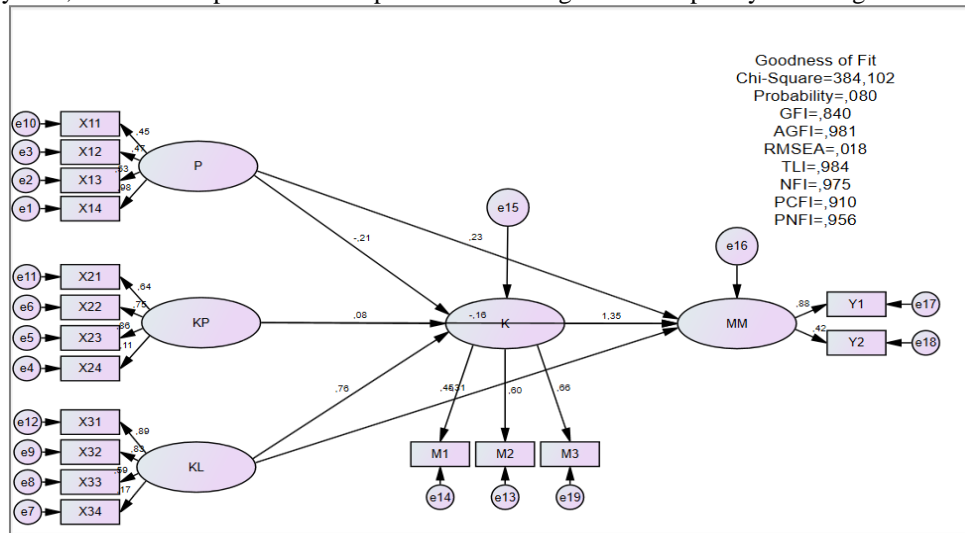 Goodness of Fit
Chi-Square=384,102
Probability=,080
GFI=,840
AGFI=,981
RMSEA=,018
TLI=,984
NFI=,975
PCFI=,910
PNFI=,956
e10 X11 ,45
e3 X12 ,47
e2 X13
e1 X14 ,98
P
e15
-,21
,23
e16
e11 X21 ,64
e6 X22 ,75
e5 X23 ,86
e4 X24 ,11
KP
,08
K
-,16
1,35
MM
,88 Y1 e17
,42 Y2 e18
,76
,60
,66
e12 X31 ,89
e9 X32 ,83
e8 X33
e7 X34 ,17
KL
M1 M2 M3
e14 e13 e19